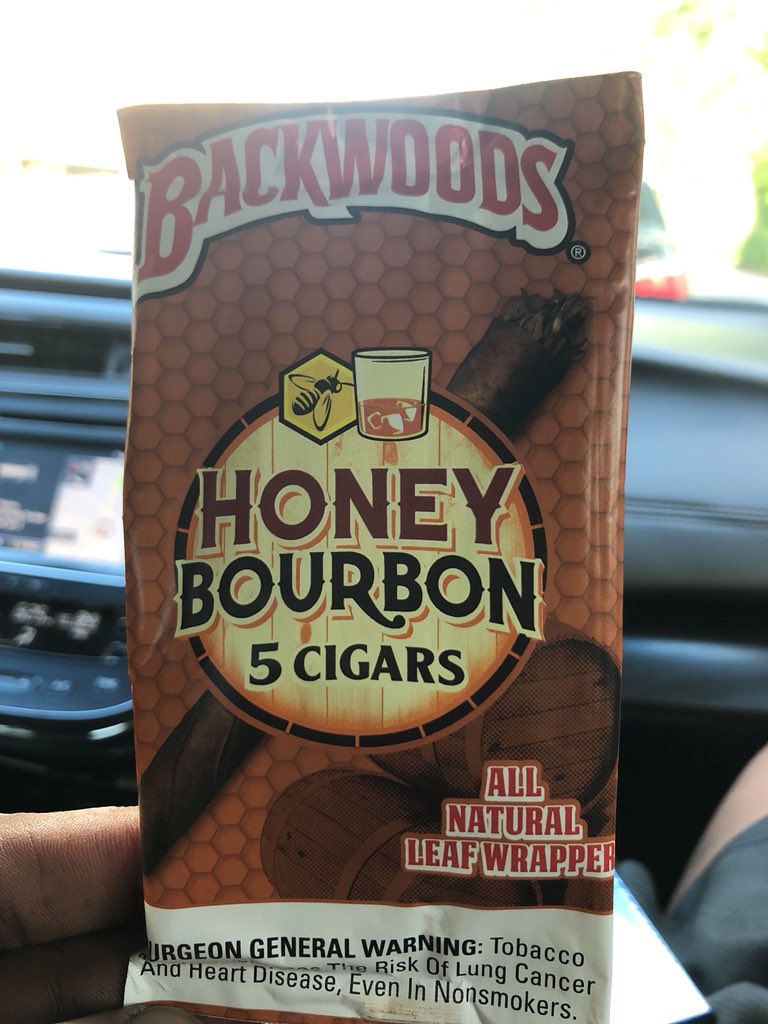 BACKWOODS®
HONEY
BOURBON
5 CIGARS
ALL
NATURAL
LEAF WRAPPER
URGEON GENERAL WARNING: Tobacco
The Risk Of Lung Cancer
And Heart Disease, Even In Nonsmokers.